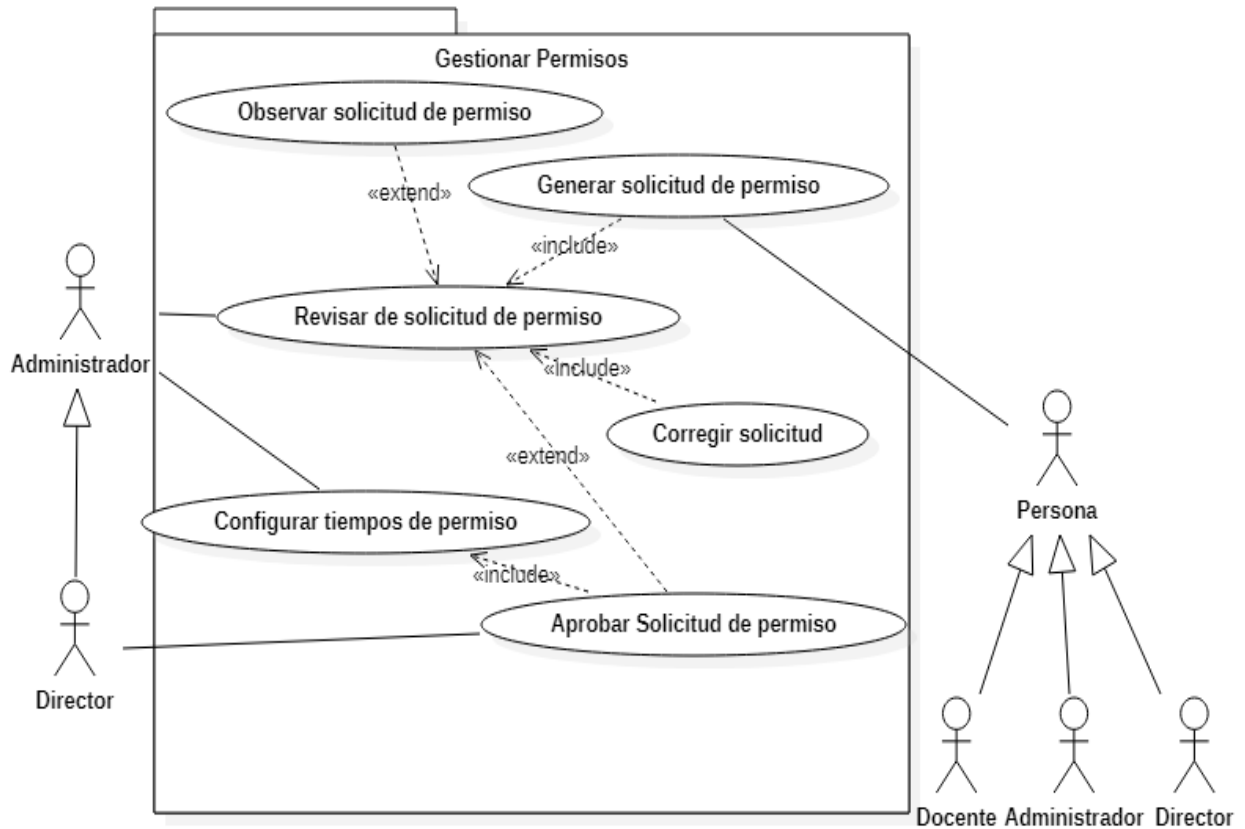 Gestionar Permisos
Observar solicitud de permiso
Generar solicitud de permiso
«extend»
«include»
Revisar de solicitud de permiso
Administrador
«include»
Corregir solicitud
«extend»
Persona
Configurar tiempos de permiso
«include»
Aprobar Solicitud de permiso
Director
Docente
Administrador
Director